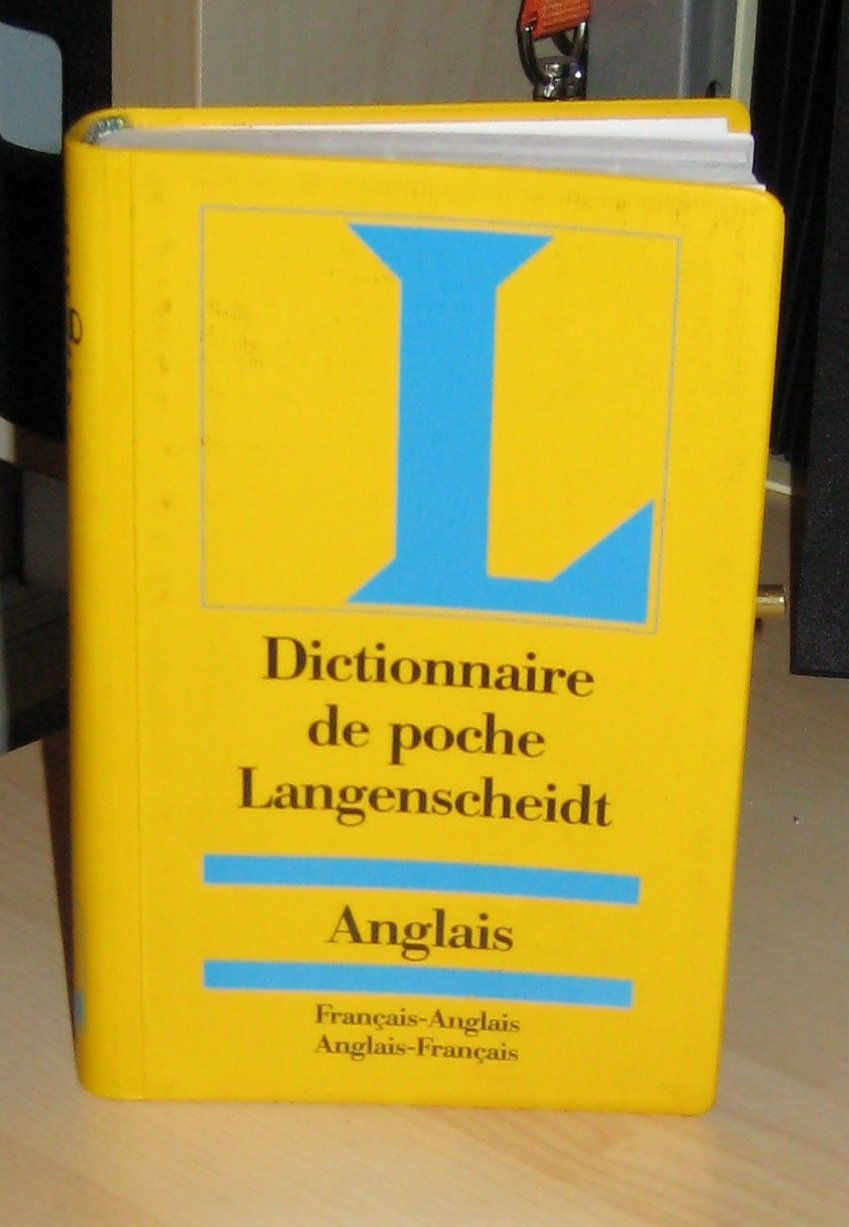 L
Dictionnaire
de poche
Langenscheidt
Anglais
Français-Anglais
Anglais-Français